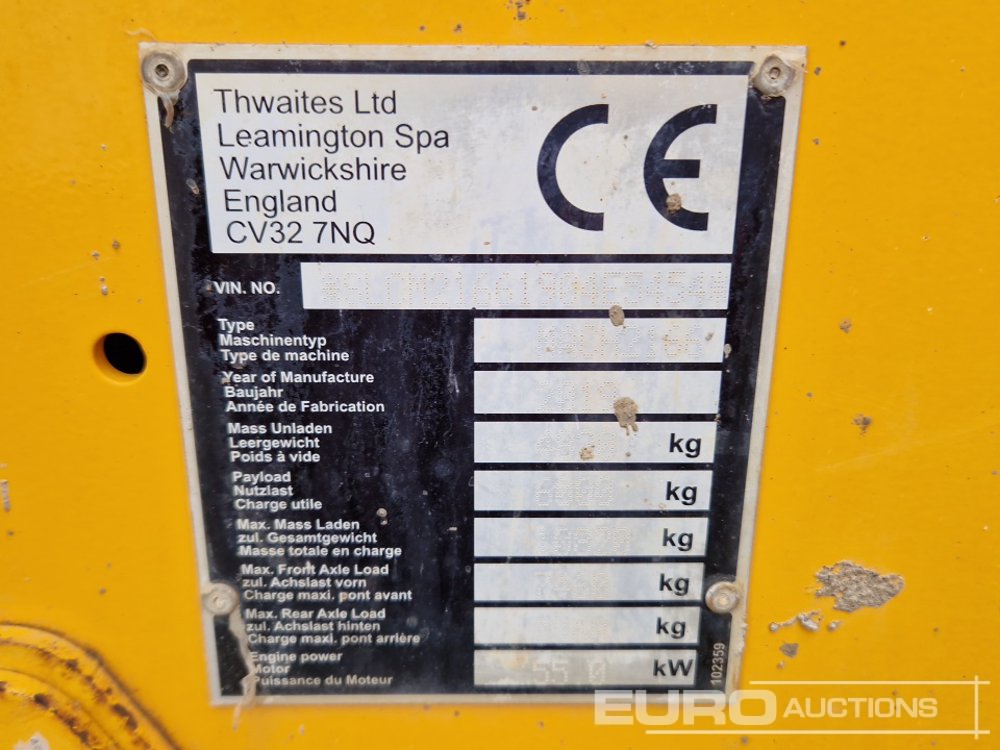 Thwaites Ltd
Leamington Spa
Warwickshire
England
CV32 7NQ
CE
VIN. NO.
Type
Maschinentyp
Type de machine
Year of Manufacture
Baujahr
Année de Fabrication
Mass Unladen
Leergewicht
Poids à vide
kg
Payload
Nutzlast
Charge utile
kg
Max. Mass Laden
zul. Gesamtgewicht
Masse totale en charge
kg
Max. Front Axle Load
zul. Achslast vorn
Charge maxi. pont avant
kg
Max. Rear Axle Load
zul. Achslast hinten
Charge maxi. pont arrière
kg
Engine power
Motor
Puissance du Moteur
kW
102359
EURO AUCTIONS